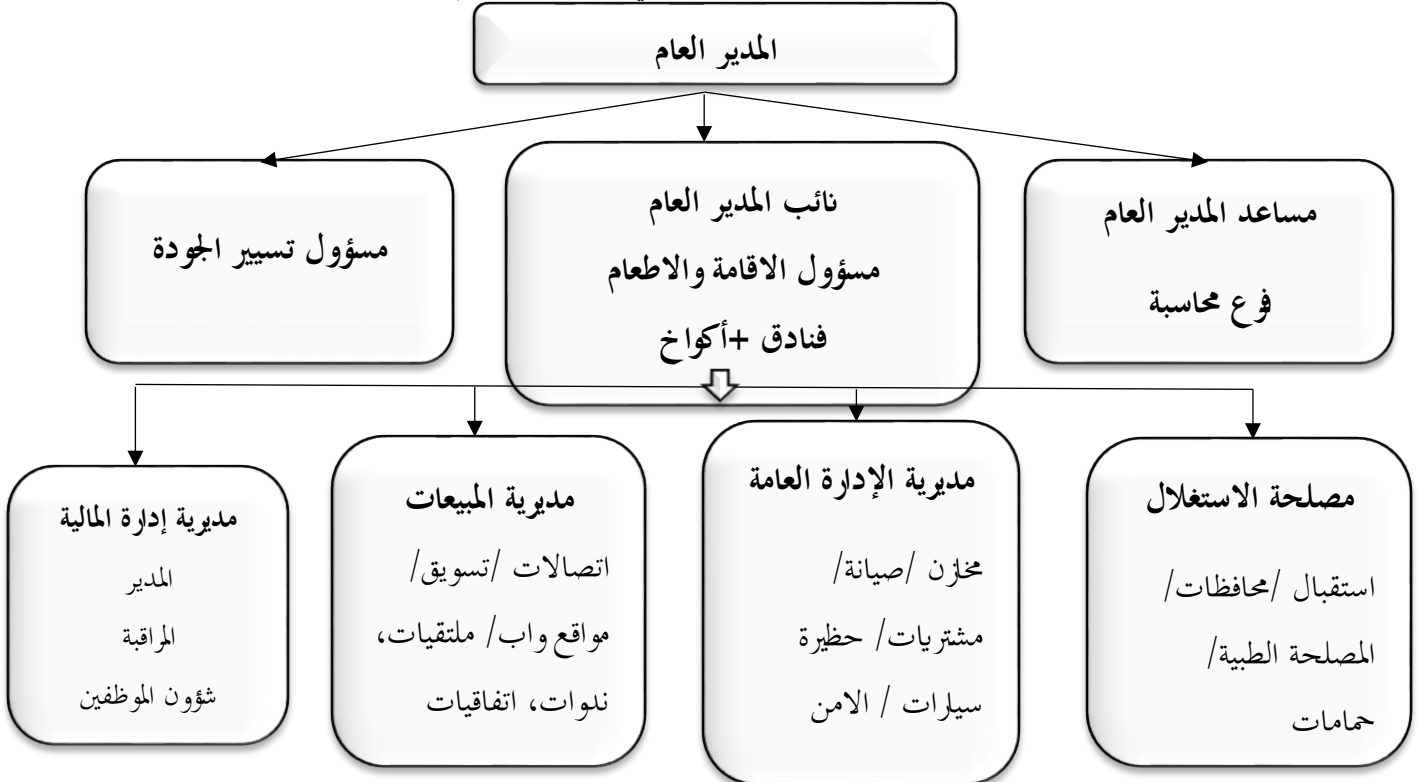 المدير العام
مساعد المدير العام
فرع محاسبة
نائب المدير العام
مسؤول الاقامة والاطعام
فنادق +أكواخ
مسؤول تسيير الجودة
مصلحة الاستغلال
استقبال /محافظات/
المصلحة الطبية/
حمامات
مديرية الإدارة العامة
مخازن /صيانة/
مشتريات/ حظيرة
سيارات / الامن
مديرية المبيعات
اتصالات /تسويق/
مواقع واب/ ملتقيات،
ندوات، اتفاقيات
مديرية إدارة المالية
المدير
المراقبة
شؤون الموظفين